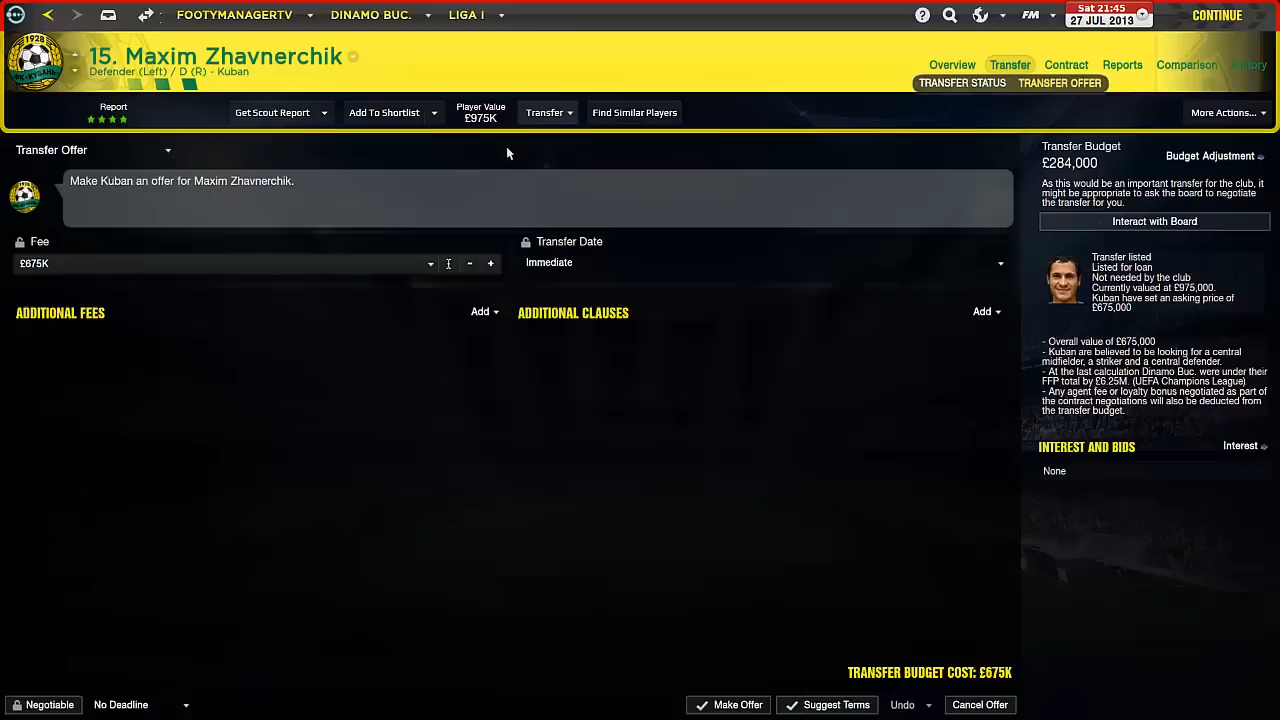 FOOTYMANAGERTV DINAMO BUC. LIGA I FM Sat 21:45 CONTINUE
27 JUL 2013
1928
15. Maxim Zhavnerchik
Defender (Left) / D (R) - Kuban
Overview Transfer Contract Reports Comparison History
TRANSFER STATUS TRANSFER OFFER
Report
Get Scout Report Add To Shortlist Player Value Transfer Find Similar Players More Actions...
£975K
Transfer Offer
Make Kuban an offer for Maxim Zhavnerchik.
Fee Transfer Date
£675K - + Immediate
ADDITIONAL FEES Add ADDITIONAL CLAUSES Add
Transfer Budget
£284,000 Budget Adjustment
As this would be an important transfer for the club, it
might be appropriate to ask the board to negotiate
the transfer for you.
Interact with Board
Transfer listed
Listed for loan
Not needed by the club
Currently valued at £975,000.
Kuban have set an asking price of
£675,000
- Overall value of £675,000
- Kuban are believed to be looking for a central
midfielder, a striker and a central defender.
- At the last calculation Dinamo Buc. were under their
FFP total by £6.25M. (UEFA Champions League)
- Any agent fee or loyalty bonus negotiated as part of
the contract negotiations will also be deducted from
the transfer budget.
INTEREST AND BIDS Interest
None
TRANSFER BUDGET COST: £675K
Negotiable No Deadline Make Offer Suggest Terms Undo Cancel Offer